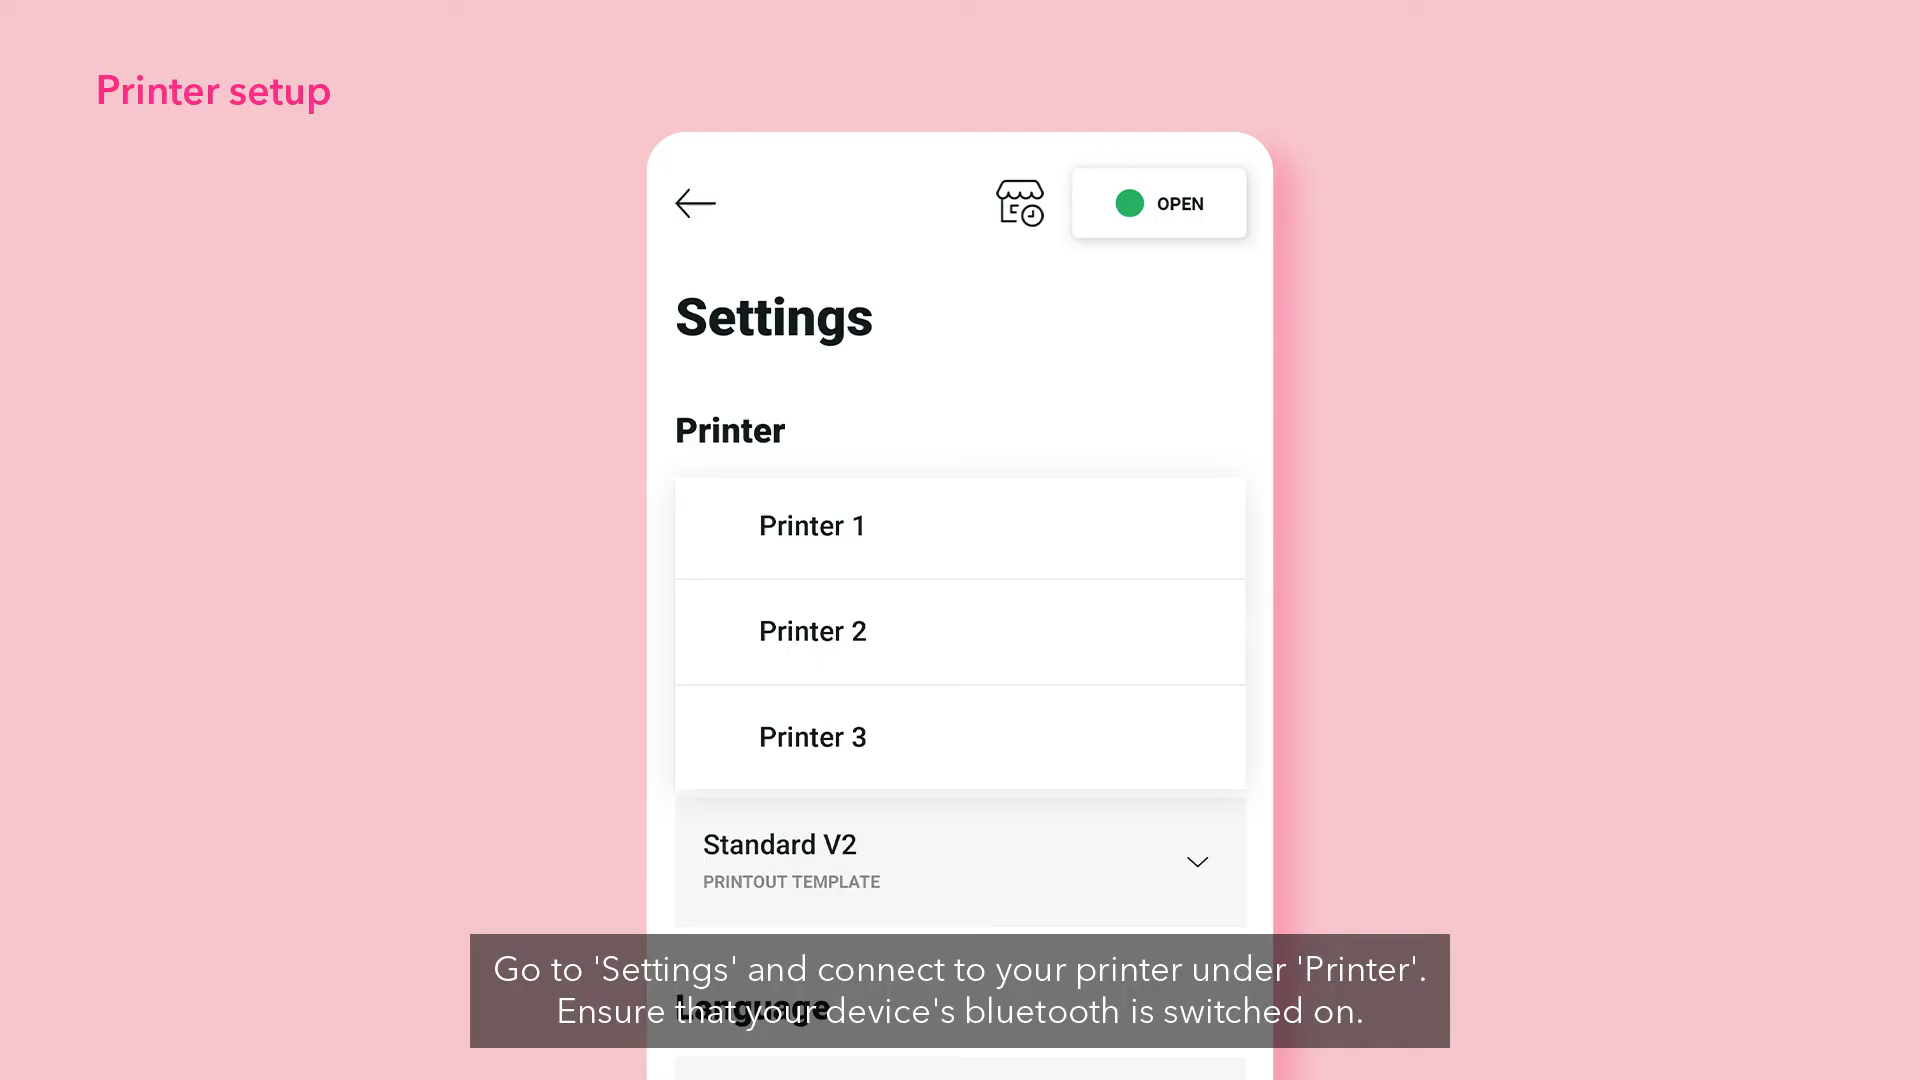 Printer setup
OPEN
Settings
Printer
Printer 1
Printer 2
Printer 3
Standard V2
PRINTOUT TEMPLATE
Language
Go to 'Settings' and connect to your printer under 'Printer'.
Ensure that your device's bluetooth is switched on.